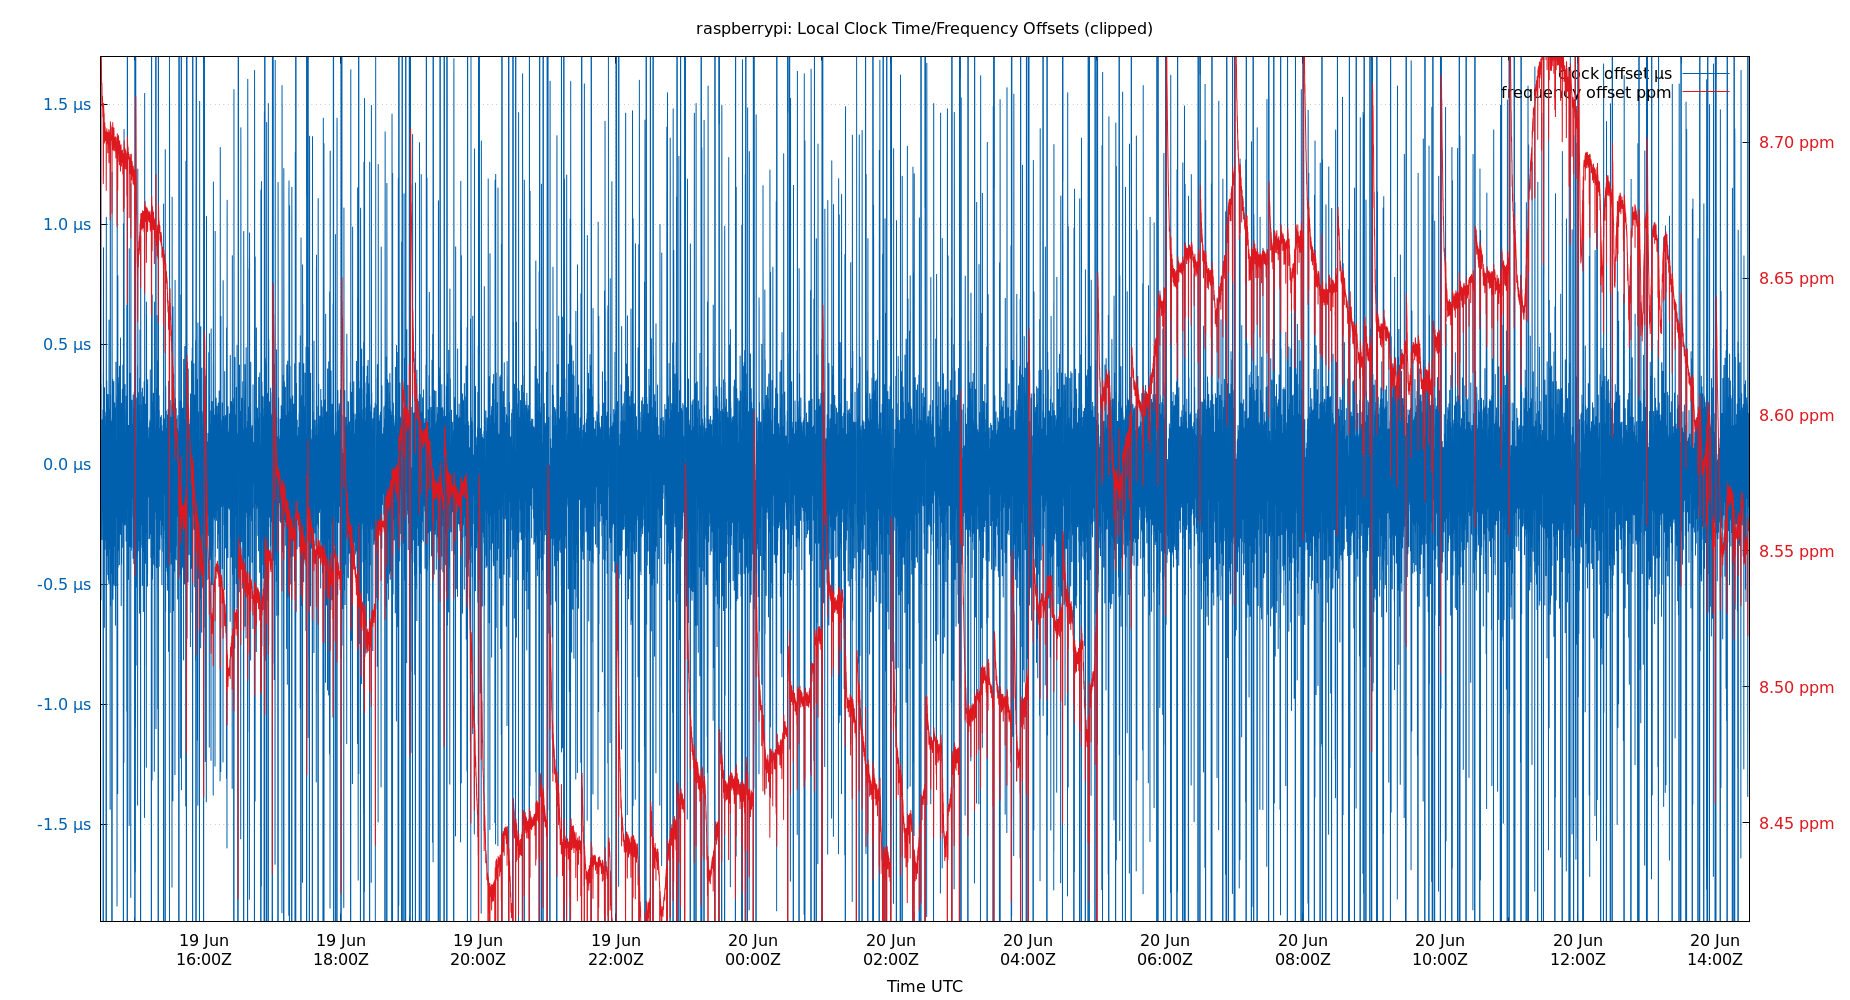 raspberrypi: Local Clock Time/Frequency Offsets (clipped)
clock offset µs
frequency offset ppm
1.5 µs
1.0 µs
0.5 µs
0.0 µs
-0.5 µs
-1.0 µs
-1.5 µs
8.70 ppm
8.65 ppm
8.60 ppm
8.55 ppm
8.50 ppm
8.45 ppm
19 Jun 19 Jun 19 Jun 19 Jun 20 Jun 20 Jun 20 Jun 20 Jun 20 Jun 20 Jun 20 Jun 20 Jun
16:00Z 18:00Z 20:00Z 22:00Z 00:00Z 02:00Z 04:00Z 06:00Z 08:00Z 10:00Z 12:00Z 14:00Z
Time UTC